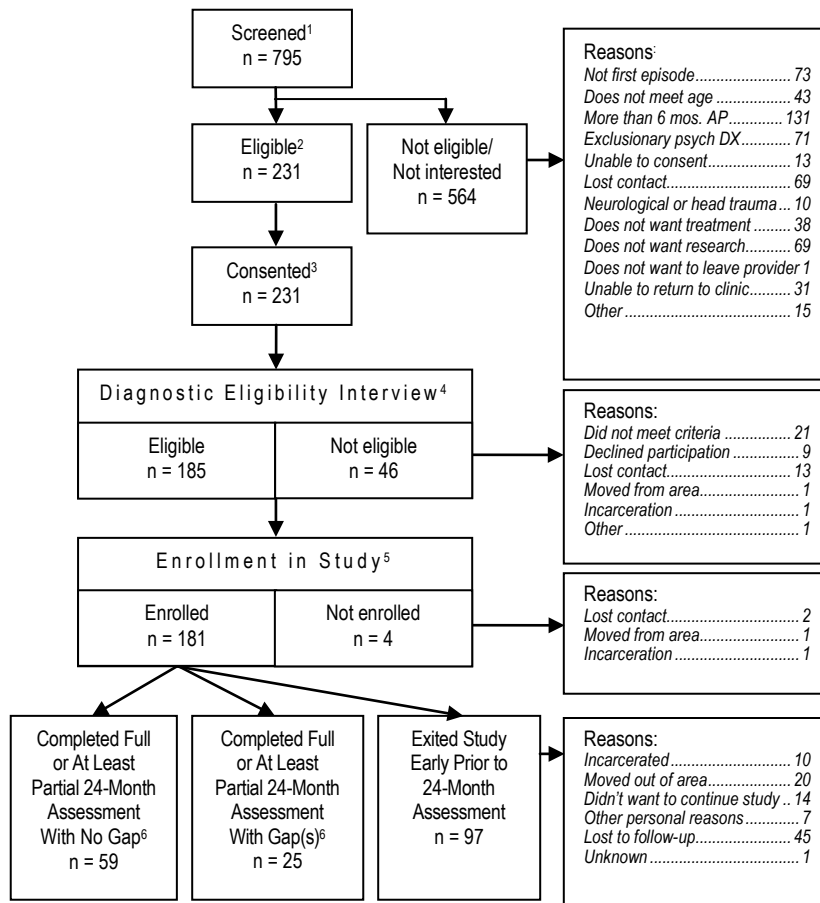 Screened1
n = 795
Eligible2
n = 231
Not eligible/
Not interested
n = 564
Reasons:
Not first episode...................... 73
Does not meet age................... 43
More than 6 mos. AP............. 131
Exclusionary psych DX............ 71
Unable to consent.................... 13
Lost contact.............................. 69
Neurological or head trauma... 10
Does not want treatment ......... 38
Does not want research........... 69
Does not want to leave provider 1
Unable to return to clinic.......... 31
Other ....................................... 15
Consented3
n = 231
Diagnostic Eligibility Interview4
Eligible
n = 185
Not eligible
n = 46
Reasons:
Did not meet criteria ................ 21
Declined participation ................ 9
Lost contact.............................. 13
Moved from area........................ 1
Incarceration ............................. 1
Other ......................................... 1
Enrollment in Study5
Enrolled
n = 181
Not enrolled
n = 4
Reasons:
Lost contact................................ 2
Moved from area........................ 1
Incarceration ............................. 1
Completed Full
or At Least
Partial 24-Month
Assessment
With No Gap6
n = 59
Completed Full
or At Least
Partial 24-Month
Assessment
With Gap(s)6
n = 25
Exited Study
Early Prior to
24-Month
Assessment
n = 97
Reasons:
Incarcerated ............................. 10
Moved out of area.................... 20
Didn't want to continue study .. 14
Other personal reasons ............. 7
Lost to follow-up....................... 45
Unknown ................................... 1